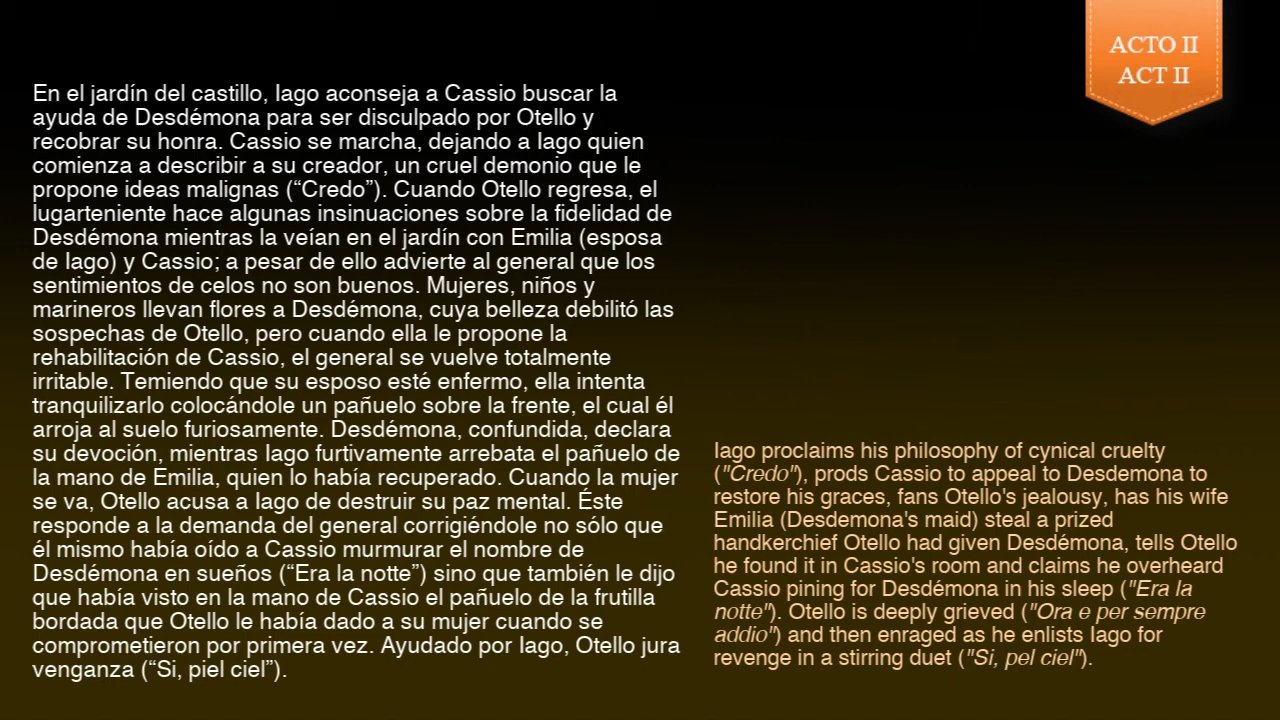 ACTO II
ACT II
En el jardín del castillo, Iago aconseja a Cassio buscar la
ayuda de Desdémona para ser disculpado por Otello y
recobrar su honra. Cassio se marcha, dejando a Iago quien
comienza a describir a su creador, un cruel demonio que le
propone ideas malignas (“Credo”). Cuando Otello regresa, el
lugarteniente hace algunas insinuaciones sobre la fidelidad de
Desdémona mientras la veían en el jardín con Emilia (esposa
de Iago) y Cassio; a pesar de ello advierte al general que los
sentimientos de celos no son buenos. Mujeres, niños y
marineros llevan flores a Desdémona, cuya belleza debilitó las
sospechas de Otello, pero cuando ella le propone la
rehabilitación de Cassio, el general se vuelve totalmente
irritable. Temiendo que su esposo esté enfermo, ella intenta
tranquilizarlo colocándole un pañuelo sobre la frente, el cual él
arroja al suelo furiosamente. Desdémona, confundida, declara
su devoción, mientras Iago furtivamente arrebata el pañuelo de
la mano de Emilia, quien lo había recuperado. Cuando la mujer
se va, Otello acusa a Iago de destruir su paz mental. Éste
responde a la demanda del general corrigiéndole no sólo que
él mismo había oído a Cassio murmurar el nombre de
Desdémona en sueños (“Era la notte”) sino que también le dijo
que había visto en la mano de Cassio el pañuelo de la frutilla
bordada que Otello le había dado a su mujer cuando se
comprometieron por primera vez. Ayudado por Iago, Otello jura
venganza (“Si, piel ciel”).
Iago proclaims his philosophy of cynical cruelty
("Credo"), prods Cassio to appeal to Desdemona to
restore his graces, fans Otello's jealousy, has his wife
Emilia (Desdemona's maid) steal a prized
handkerchief Otello had given Desdémona, tells Otello
he found it in Cassio's room and claims he overheard
Cassio pining for Desdémona in his sleep ("Era la
notte"). Otello is deeply grieved ("Ora e per sempre
addio") and then enraged as he enlists Iago for
revenge in a stirring duet ("Si, pel ciel").